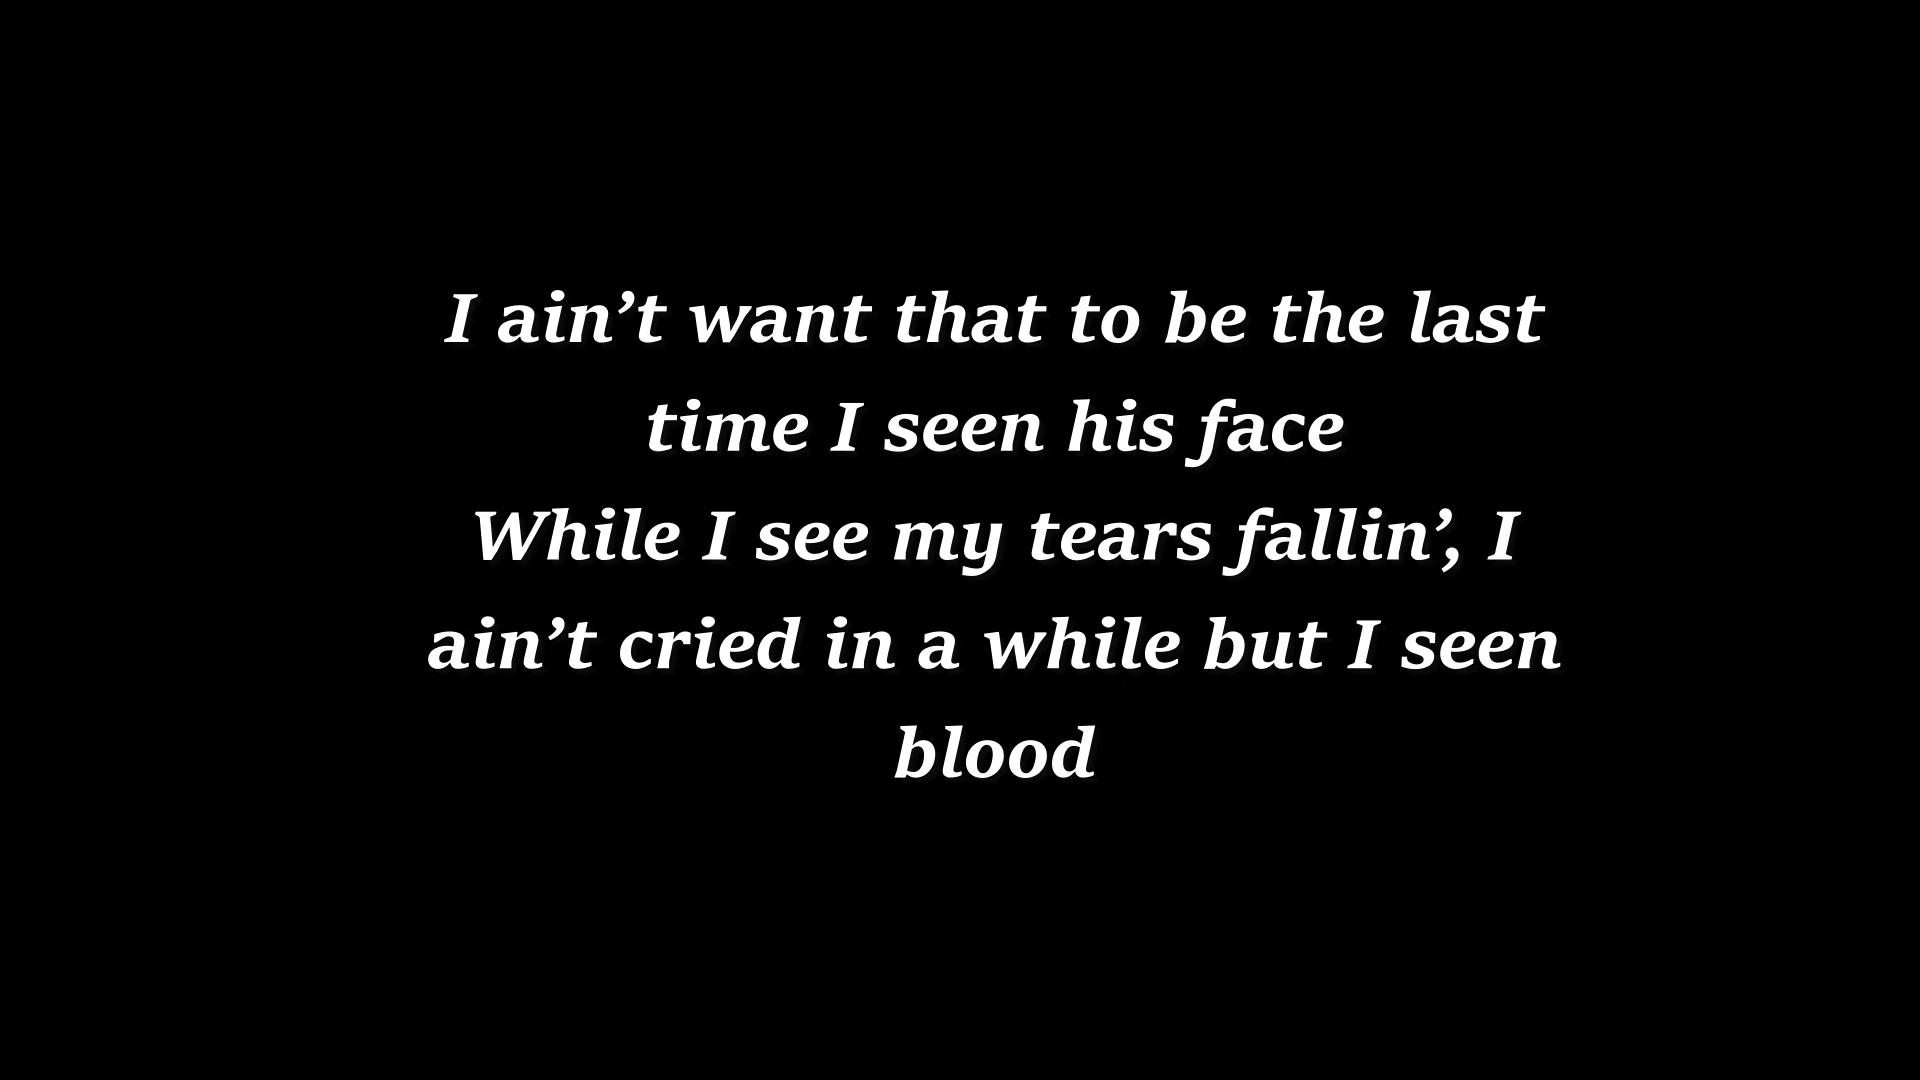 I ain’t want that to be the last
time I seen his face
While I see my tears fallin’, I
ain’t cried in a while but I seen
blood